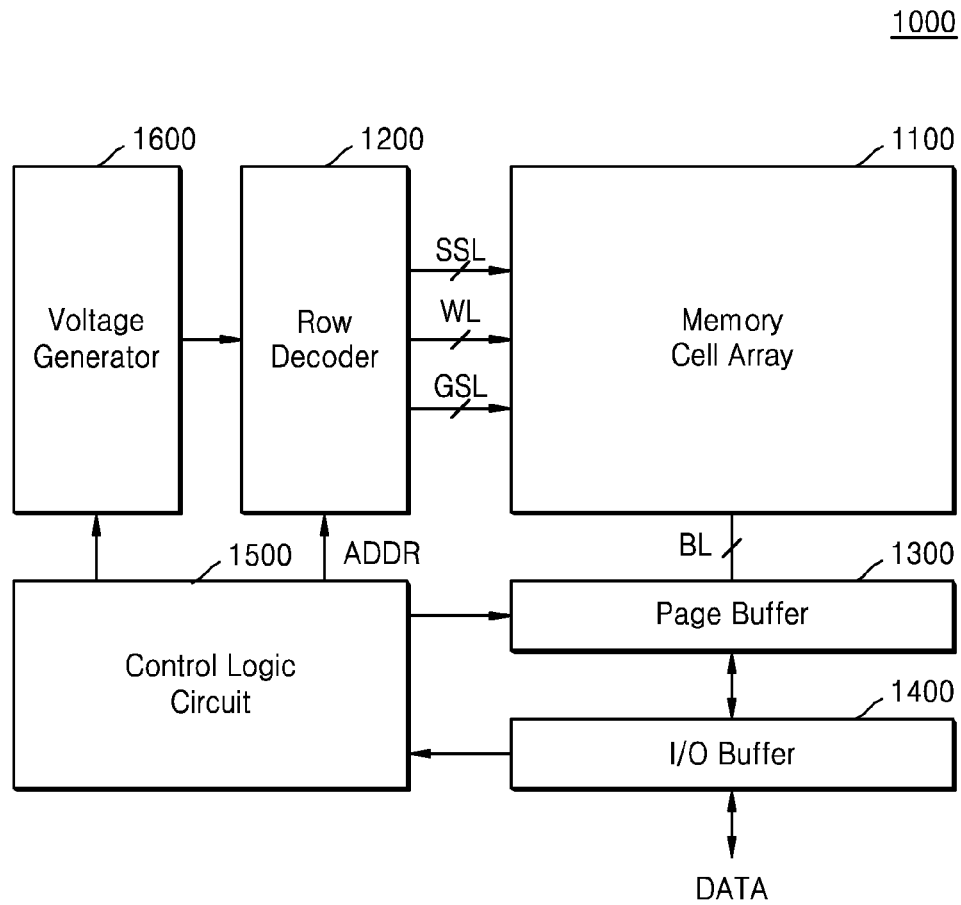 1000
1600
1200
1100
Voltage
Generator
Row
Decoder
SSL
WL
GSL
Memory
Cell Array
1500
ADDR
BL
1300
Control Logic
Circuit
Page Buffer
1400
I/O Buffer
DATA